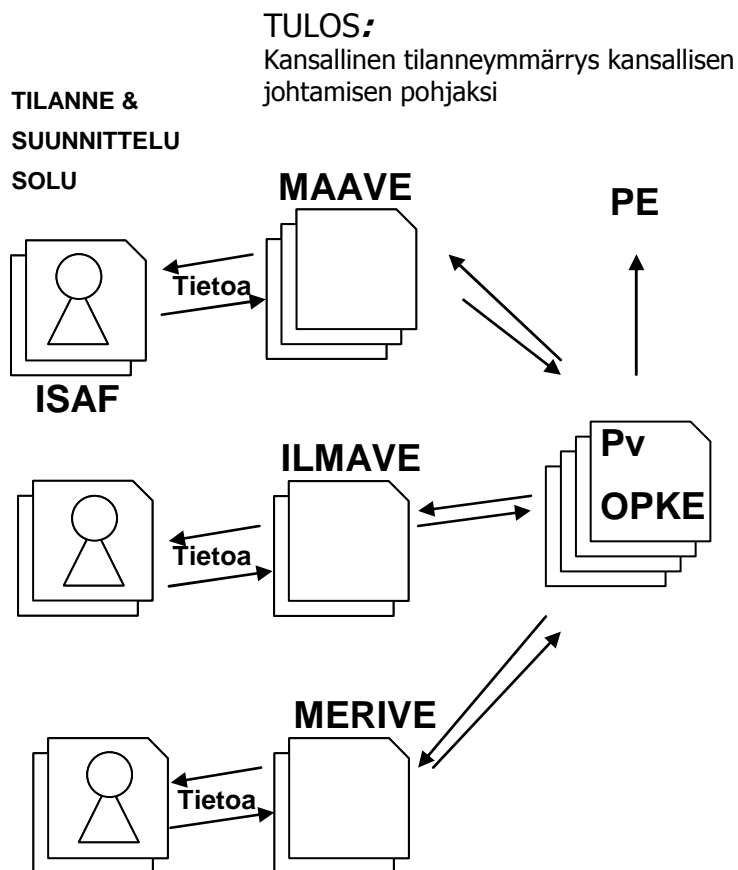 TULOS:
Kansallinen tilanneymmärrys kansallisen
johtamisen pohjaksi
TILANNE &
SUUNNITTELU
SOLU
MAAVE
PE
Tietoa
ISAF
ILMAVE
Pv
OPKE
Tietoa
MERIVE
Tietoa